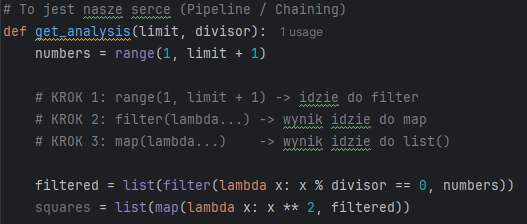 # To jest nasze serce (Pipeline / Chaining)
def get_analysis(limit, divisor): 1 usage
numbers = range(1, limit + 1)
# KROK 1: range(1, limit + 1) -> idzie do filter
# KROK 2: filter(lambda...) -> wynik idzie do map
# KROK 3: map(lambda...) -> wynik idzie do list()
filtered = list(filter(lambda x: x % divisor == 0, numbers))
squares = list(map(lambda x: x ** 2, filtered))